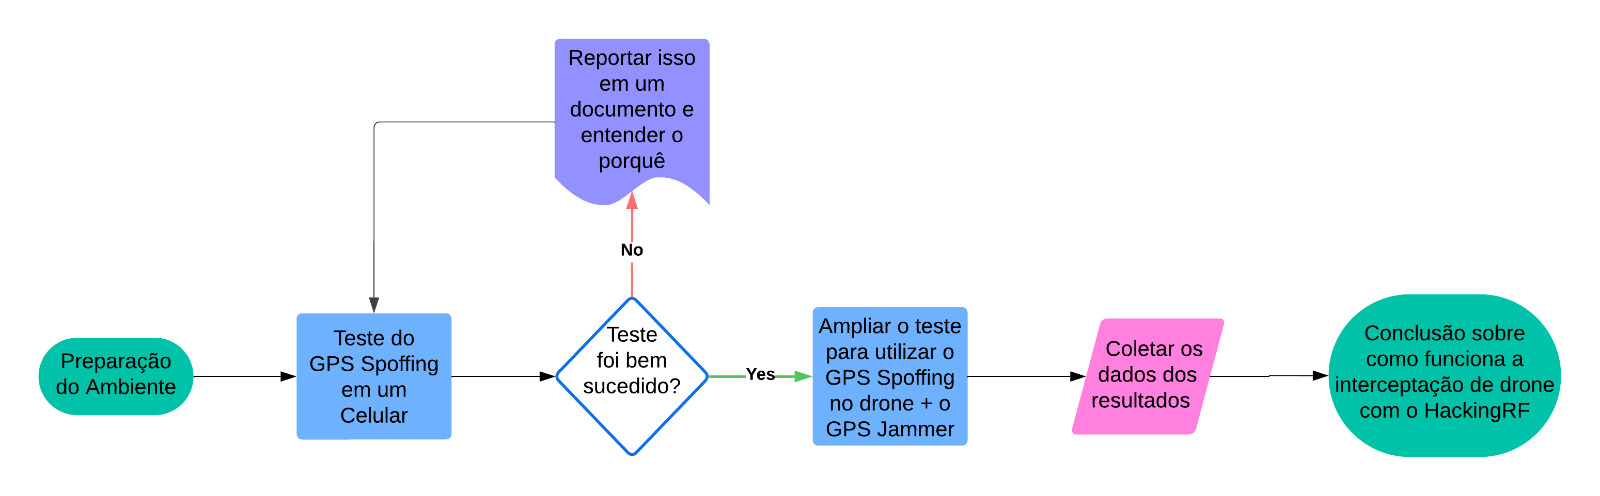 Preparação
do Ambiente
Teste do
GPS Spoffing
em um
Celular
Teste
foi bem
sucedido?
No
Reportar isso
em um
documento e
entender o
porquê
Yes
Ampliar o teste
para utilizar o
GPS Spoffing
no drone + o
GPS Jammer
Coletar os
dados dos
resultados
Conclusão sobre
como funciona a
interceptação de drone
com o HackingRF